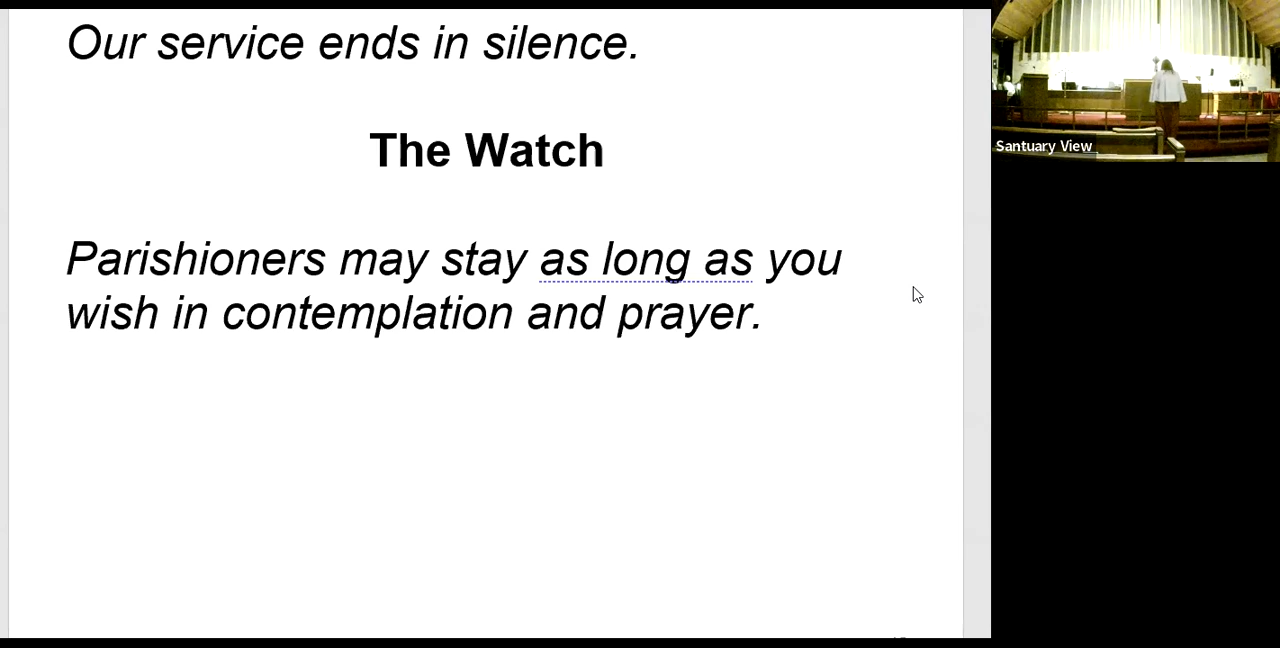 Our service ends in silence.
The Watch
Parishioners may stay as long as you
wish in contemplation and prayer.
Santuary View